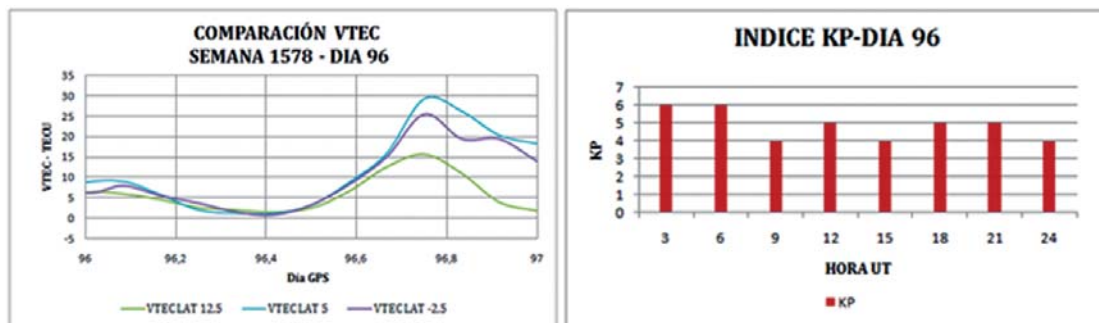 COMPARACIÓN VTEC
SEMANA 1578 - DIA 96
VTEC - TECU
35
30
25
20
15
10
5
0
-5
96
96,2
96,4
96,6
96,8
97
Día GPS
VTECLAT 12.5
VTECLAT 5
VTECLAT -2.5
INDICE KP-DIA 96
KP
7
6
5
4
3
2
1
0
3
6
9
12
15
18
21
24
HORA UT
KP